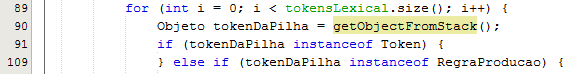 89 for (int i = 0; i < tokensLexical.size(); i++) {
90 Objeto tokenDaPilha = getObjectFromStack();
91 if (tokenDaPilha instanceof Token) {
109 } else if (tokenDaPilha instanceof RegraProducao) {